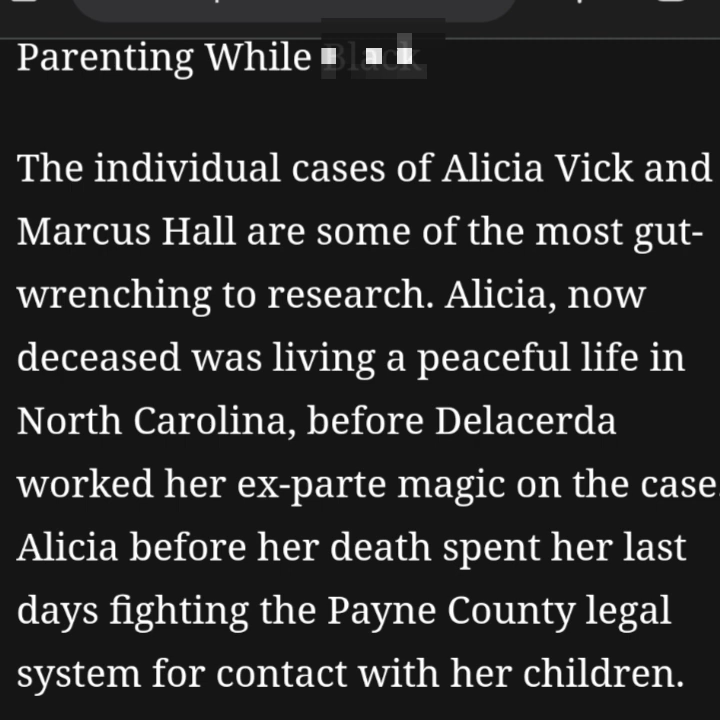 Parenting While Black
The individual cases of Alicia Vick and
Marcus Hall are some of the most gut-
wrenching to research. Alicia, now
deceased was living a peaceful life in
North Carolina, before Delacerda
worked her ex-parte magic on the case.
Alicia before her death spent her last
days fighting the Payne County legal
system for contact with her children.